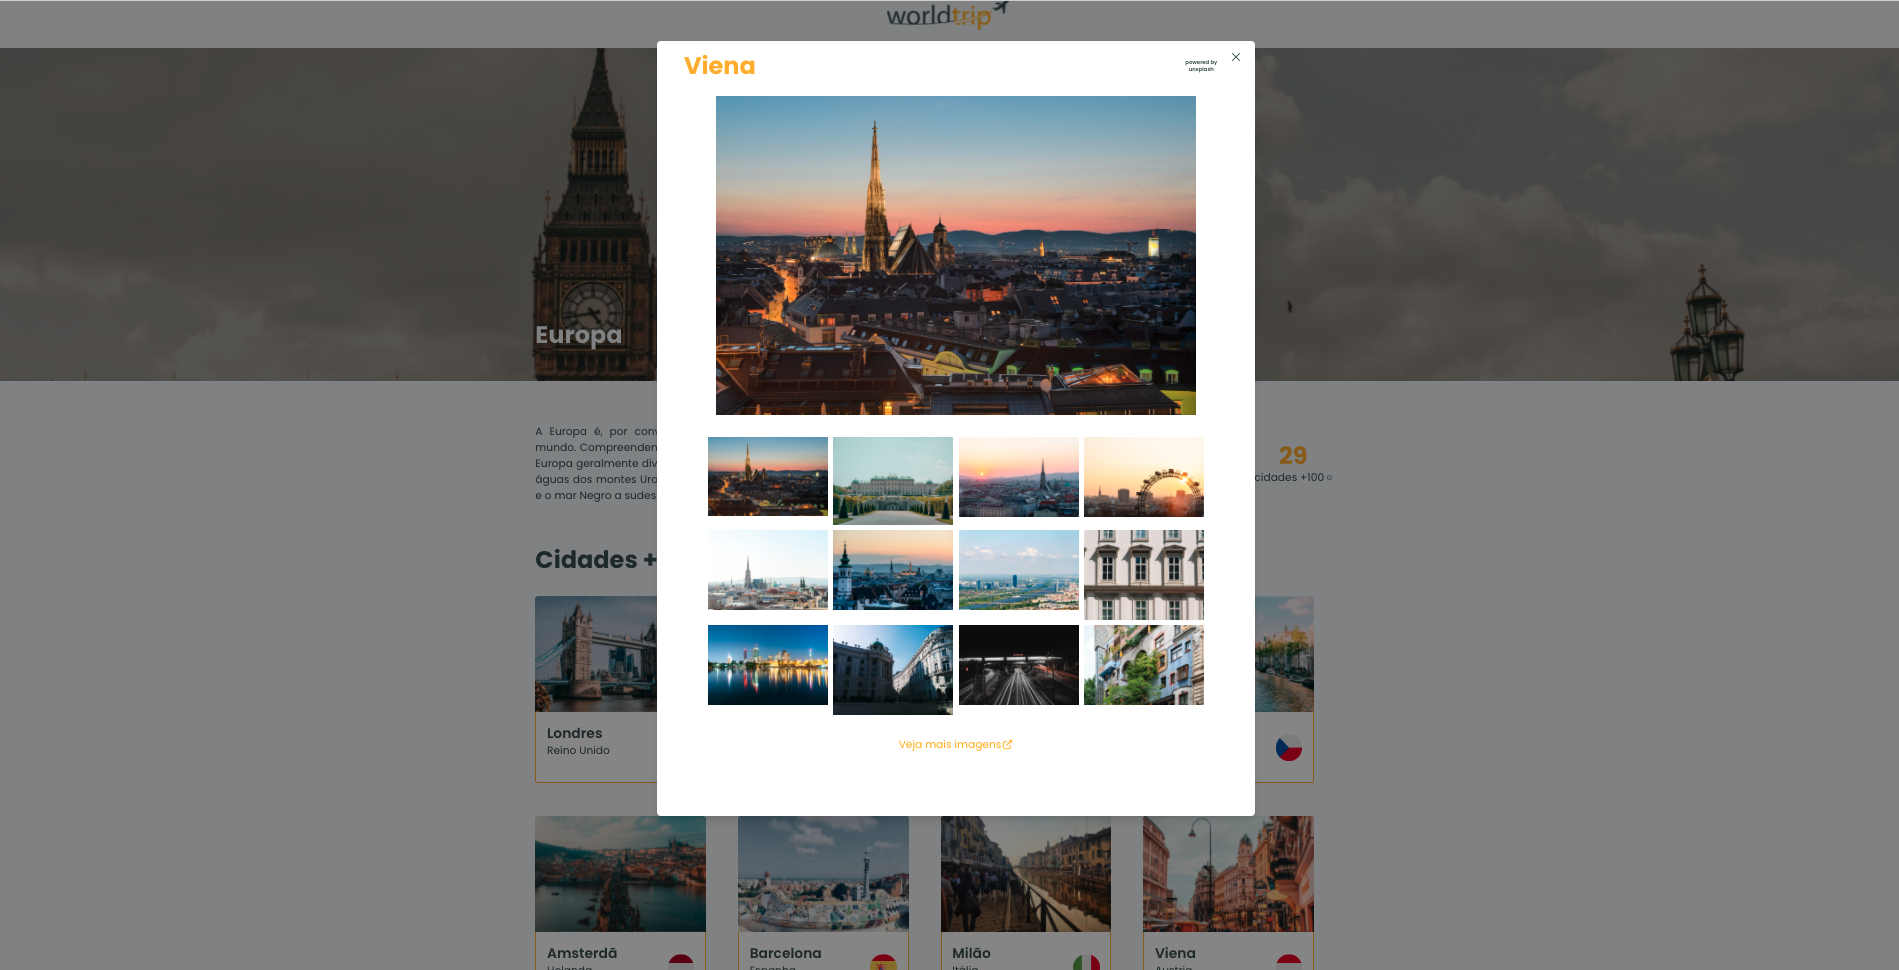 worldtrip
Viena
powered by
unsplash
Europa
A Europa é, por conv
mundo. Compreenden
Europa geralmente div
águas dos montes Ura
e o mar Negro a sudes
29
cidades +100
Cidades +
Londres
Reino Unido
Veja mais imagens
Amsterdã
Holanda
Barcelona
Espanha
Milão
Itália
Viena
Austria